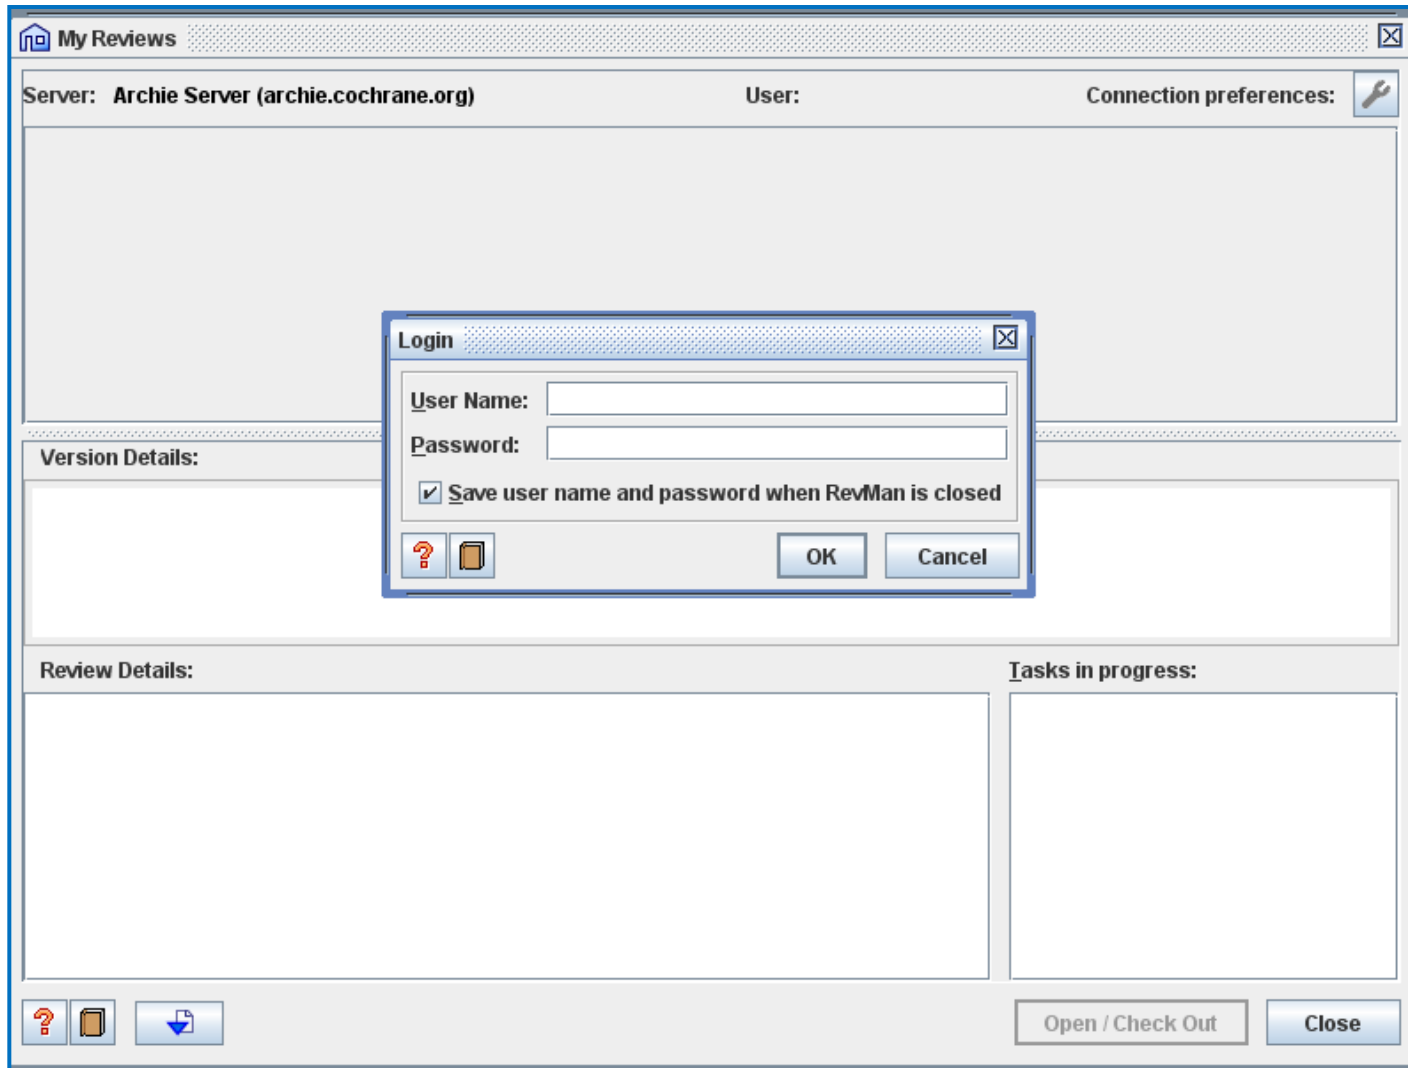 My Reviews
Server: Archie Server (archie.cochrane.org) User: Connection preferences:
Login
User Name:
Password:
Save user name and password when RevMan is closed
OK Cancel
Version Details:
Review Details:
Tasks in progress:
Open / Check Out Close